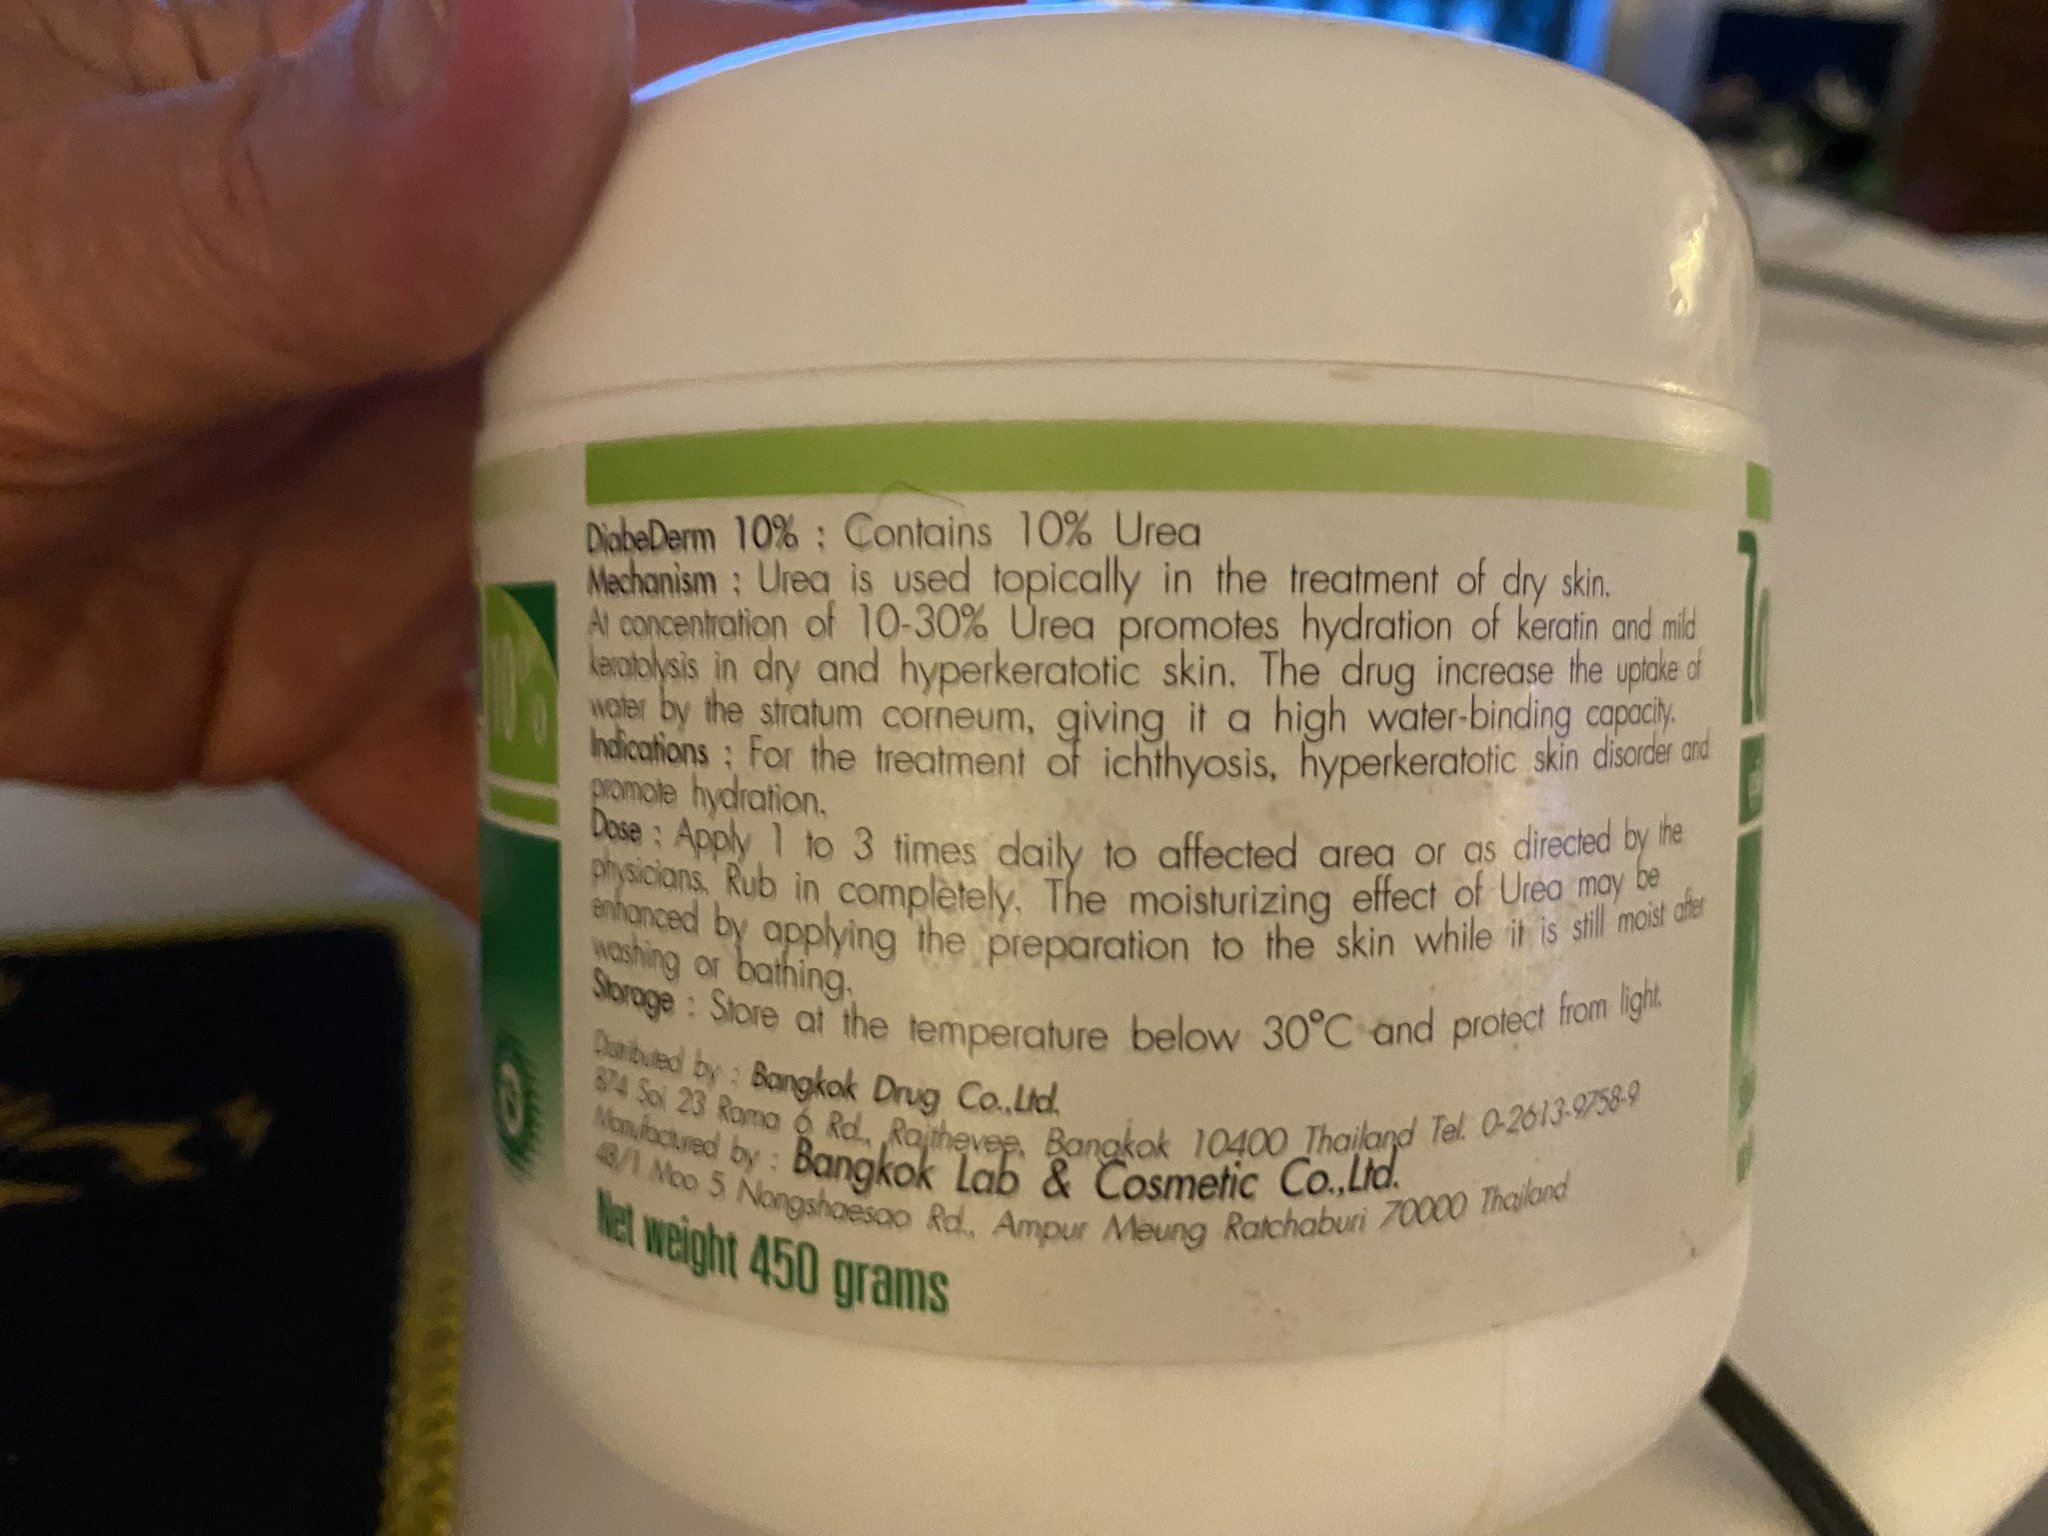 DiabeDerm 10% : Contains 10% Urea
Mechanism : Urea is used topically in the treatment of dry skin.
At concentration of 10-30% Urea promotes hydration of keratin and mild
keratolysis in dry and hyperkeratotic skin. The drug increase the uptake of
water by the stratum corneum, giving it a high water-binding capacity.
Indications : For the treatment of ichthyosis, hyperkeratotic skin disorder and
promote hydration.
Dose : Apply 1 to 3 times daily to affected area or as directed by the
physicians. Rub in completely. The moisturizing effect of Urea may be
enhanced by applying the preparation to the skin while it is still moist after
washing or bathing.
Storage : Store at the temperature below 30°C and protect from light.
Distributed by : Bangkok Drug Co.,Ltd.
874 Soi 23 Rama 6 Rd., Rajthevee, Bangkok 10400 Thailand Tel. 0-2613-9758-9
Manufactured by : Bangkok Lab & Cosmetic Co.,Ltd.
48/1 Moo 5 Nongshaesao Rd., Ampur Meung Ratchaburi 70000 Thailand
Net weight 450 grams
10%